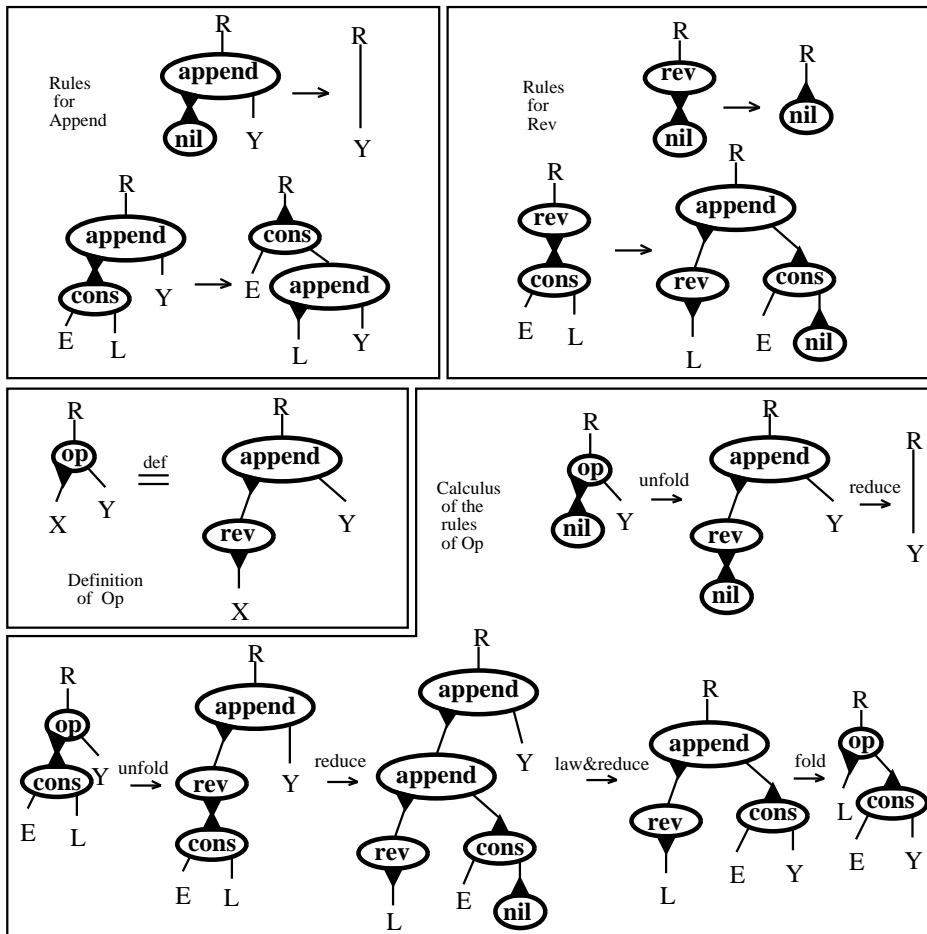 R
append
nil
Y
R
Y
Rules
for
Append
R
append
cons
Y
E
L
R
cons
E
append
L
Y
R
rev
nil
R
nil
Rules
for
Rev
R
rev
cons
E
L
R
append
rev
cons
L
E
nil
R
op
X
Y
def
R
append
rev
Y
X
Definition
of Op
Calculus
of the
rules
of Op
R
op
nil
Y
unfold
R
append
rev
Y
nil
reduce
R
Y
R
op
cons
Y
E
L
unfold
R
append
rev
Y
cons
E
L
reduce
R
append
append
Y
rev
cons
L
E
nil
law&reduce
R
append
rev
cons
L
E
Y
fold
R
op
L
cons
E
Y